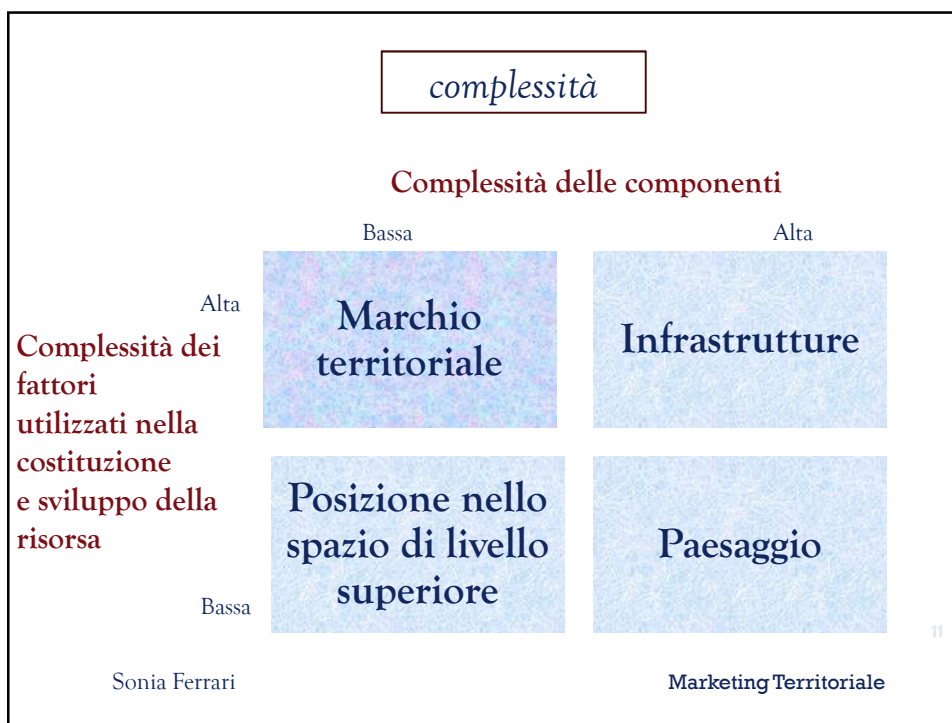 complessità
Complessità delle componenti
Bassa
Alta
Alta
Complessità dei
fattori
utilizzati nella
costituzione
e sviluppo della
risorsa
Bassa
Marchio
territoriale
Infrastrutture
Posizione nello
spazio di livello
superiore
Paesaggio
11
Sonia Ferrari
Marketing Territoriale